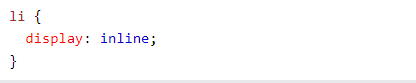 li {
  display: inline;
}